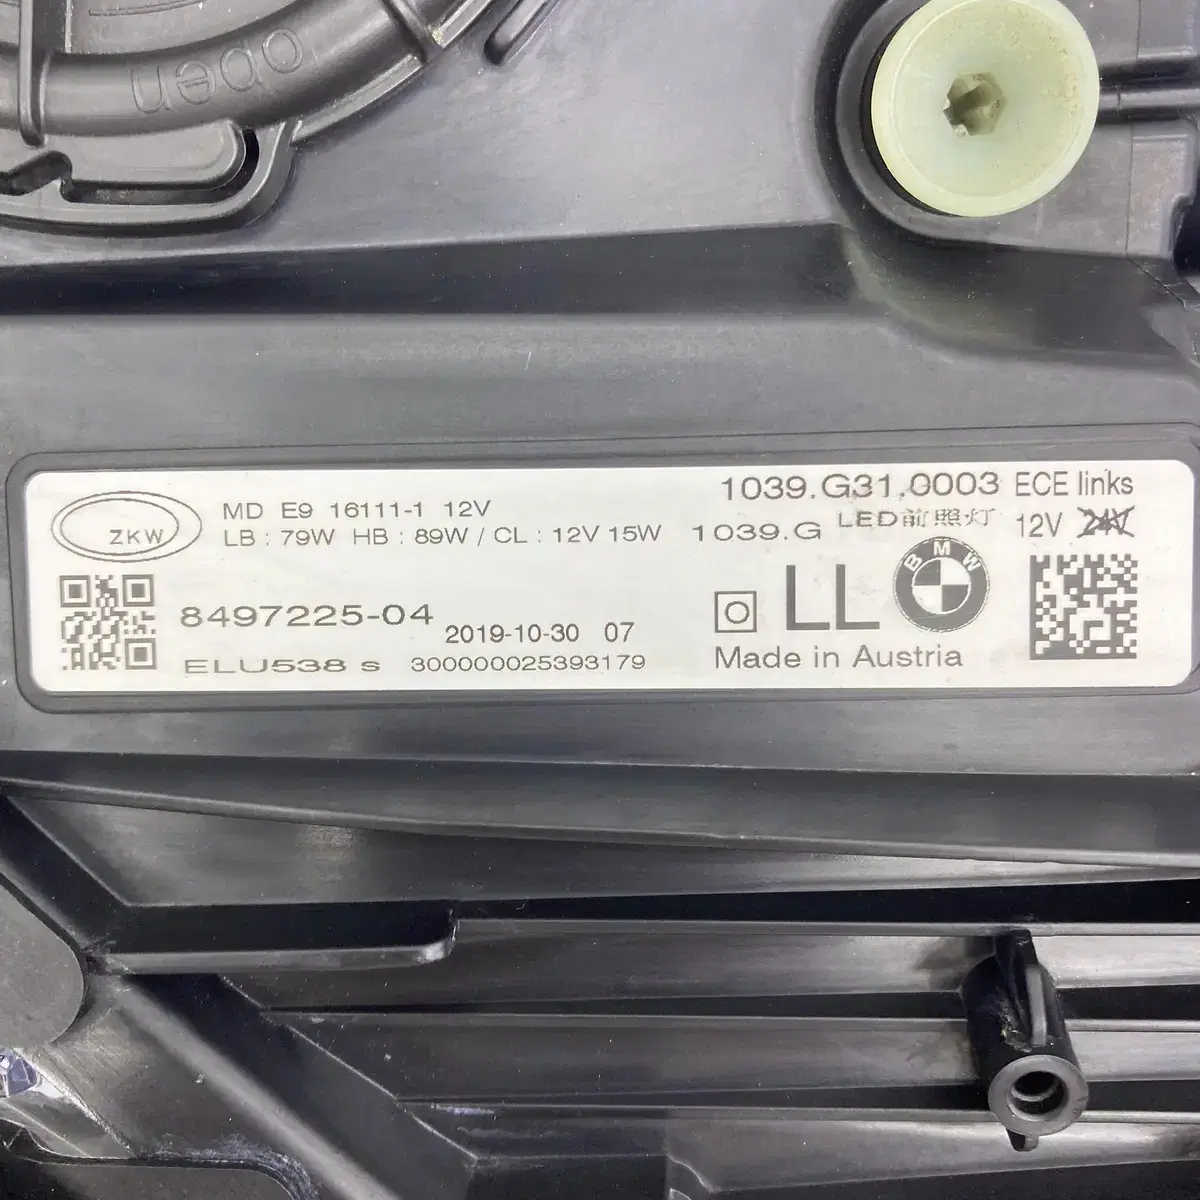 open
ZKW
MD E9 16111-1 12V
LB : 79W HB : 89W / CL : 12V 15W
1039.G31.0003 ECE links
1039.G LED前照灯 12V 24V
8497225-04
2019-10-30 07
ELU538 s 300000025393179
LL
BMW
Made in Austria